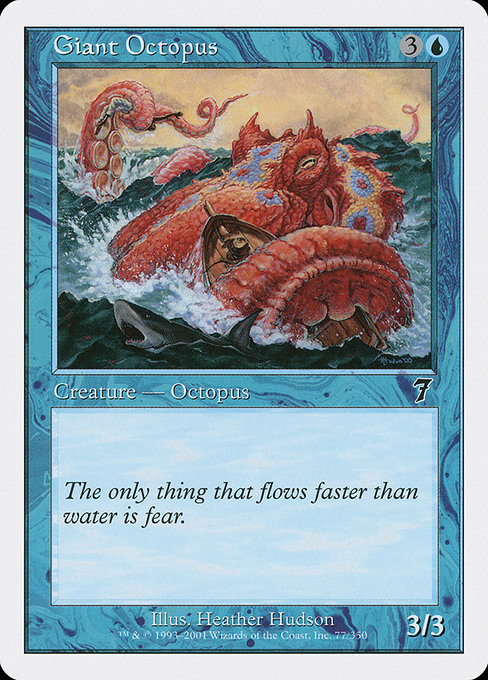 Giant Octopus 3
Creature — Octopus 7
The only thing that flows faster than
water is fear.
Illus. Heather Hudson
3/3
™ & © 1993–2001 Wizards of the Coast, Inc. 77/350